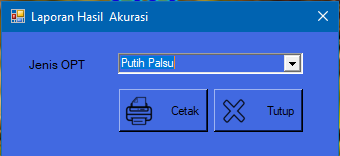 Laporan Hasil Akurasi
Jenis OPT
Putih Palsu
Cetak
Tutup